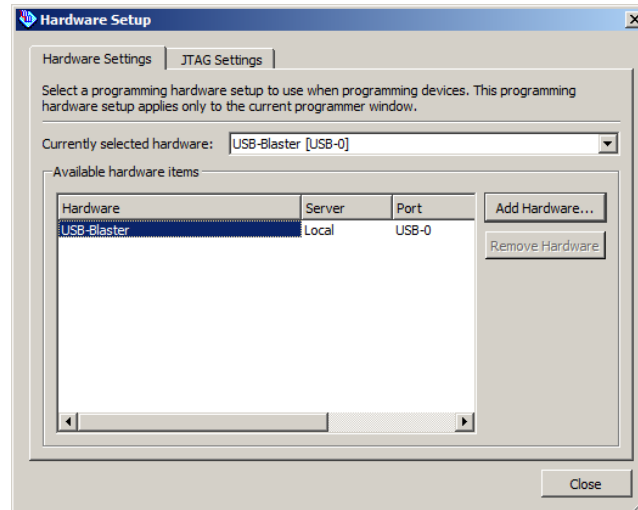 Hardware Setup
Hardware Settings
JTAG Settings
Select a programming hardware setup to use when programming devices. This programming
hardware setup applies only to the current programmer window.
Currently selected hardware:
USB-Blaster [USB-0]
Available hardware items
Hardware
Server
Port
Add Hardware...
USB-Blaster
Local
USB-0
Remove Hardware
Close